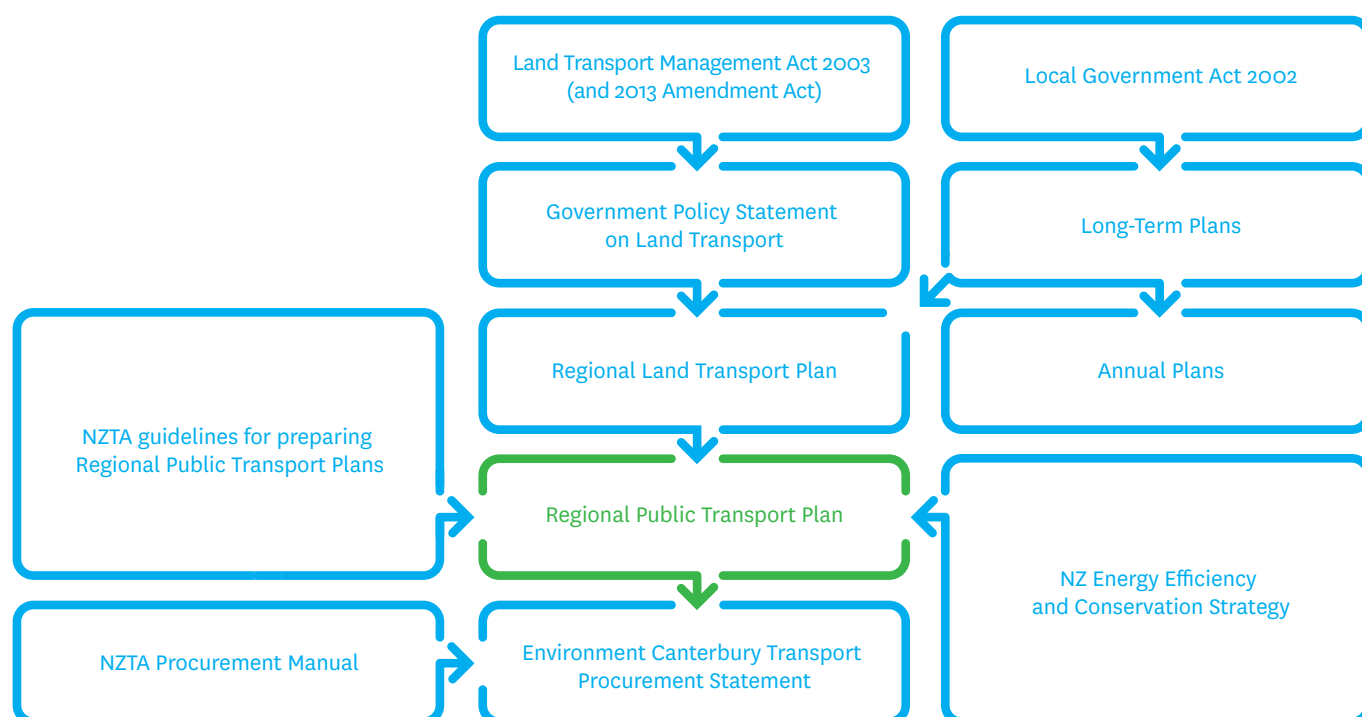 Land Transport Management Act 2003
(and 2013 Amendment Act)
Local Government Act 2002
Government Policy Statement
on Land Transport
Long-Term Plans
Regional Land Transport Plan
Annual Plans
NZTA guidelines for preparing
Regional Public Transport Plans
Regional Public Transport Plan
NZ Energy Efficiency
and Conservation Strategy
NZTA Procurement Manual
Environment Canterbury Transport
Procurement Statement